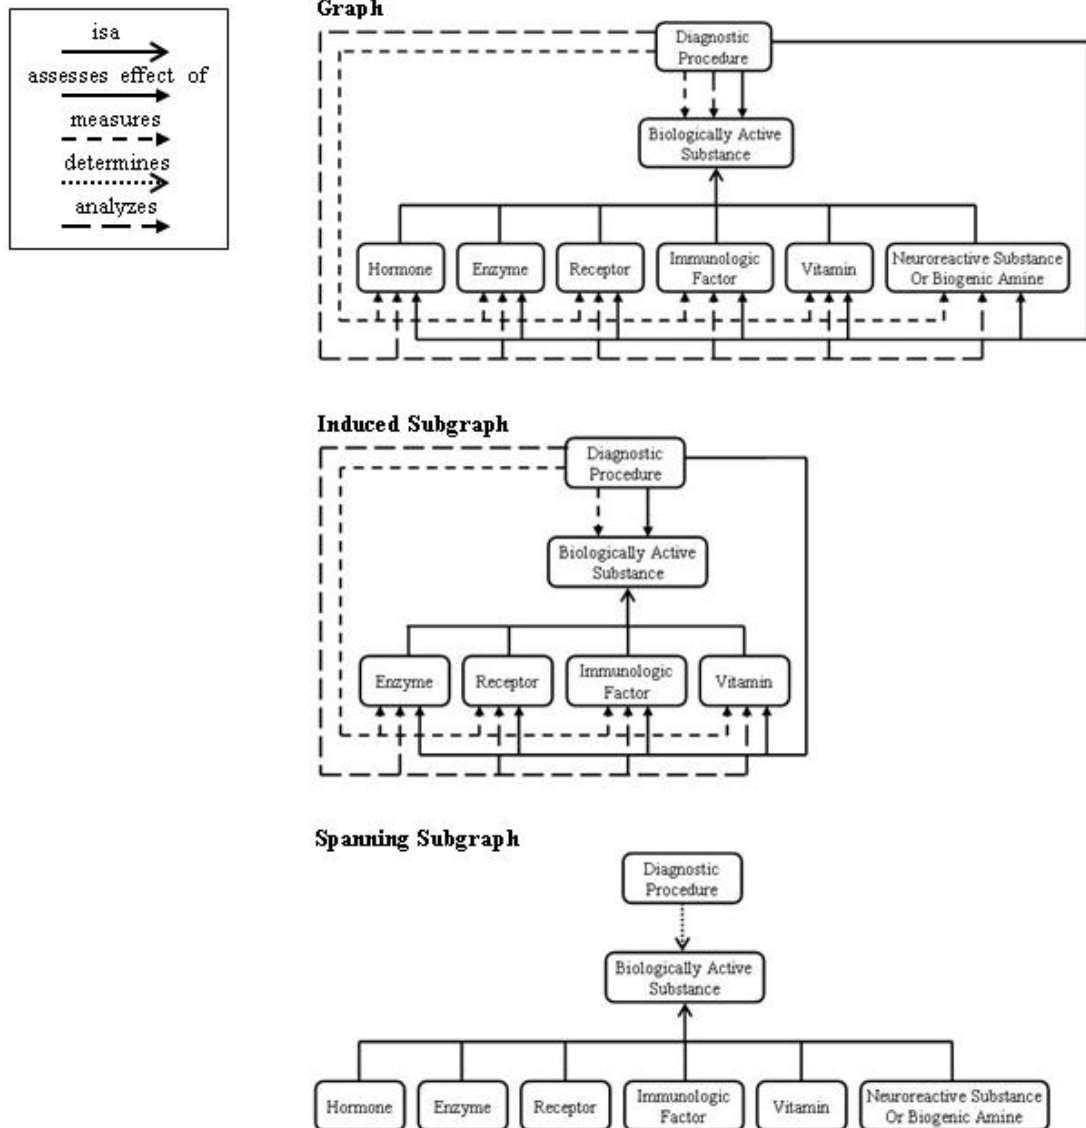 isa
assesses effect of
measures
determines
analyzes
Graph
Diagnostic
Procedure
Biologically Active
Substance
Hormone
Enzyme
Receptor
Immunologic
Factor
Vitamin
Neuroreactive Substance
Or Biogenic Amine
Induced Subgraph
Diagnostic
Procedure
Biologically Active
Substance
Enzyme
Receptor
Immunologic
Factor
Vitamin
Spanning Subgraph
Diagnostic
Procedure
Biologically Active
Substance
Hormone
Enzyme
Receptor
Immunologic
Factor
Vitamin
Neuroreactive Substance
Or Biogenic Amine